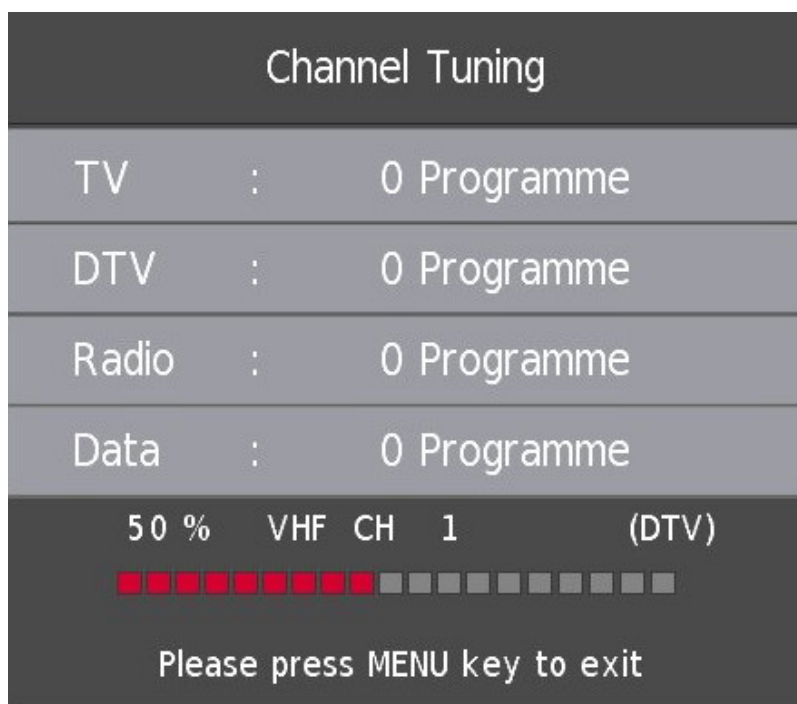 Channel Tuning
TV : 0 Programme
DTV : 0 Programme
Radio : 0 Programme
Data : 0 Programme
50 % VHF CH 1 (DTV)
Please press MENU key to exit